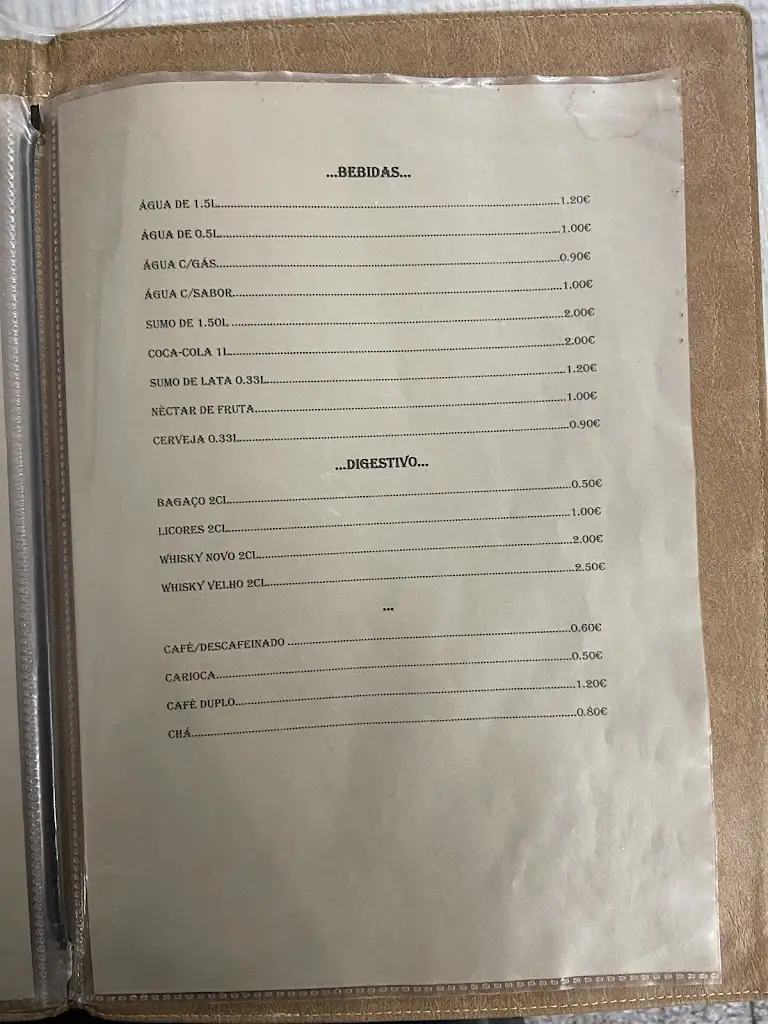 ...BEBIDAS...
ÁGUA DE 1.5L...1.20€
ÁGUA DE 0.5L...1.00€
ÁGUA C/GÁS...0.90€
ÁGUA C/SABOR...1.00€
SUMO DE 1.50L ...2.00€
COCA-COLA 1L...2.00€
SUMO DE LATA 0.33L...1.20€
NÉCTAR DE FRUTA...1.00€
CERVEJA 0.33L...0.90€
...DIGESTIVO...
BAGAÇO 2CL...0.50€
LICORES 2CL...1.00€
WHISKY NOVO 2CL...2.00€
WHISKY VELHO 2CL...2.50€
...
CAFÉ/DESCAFEINADO ...0.60€
CARIOCA...0.50€
CAFÉ DUPLO...1.20€
CHÁ...0.80€